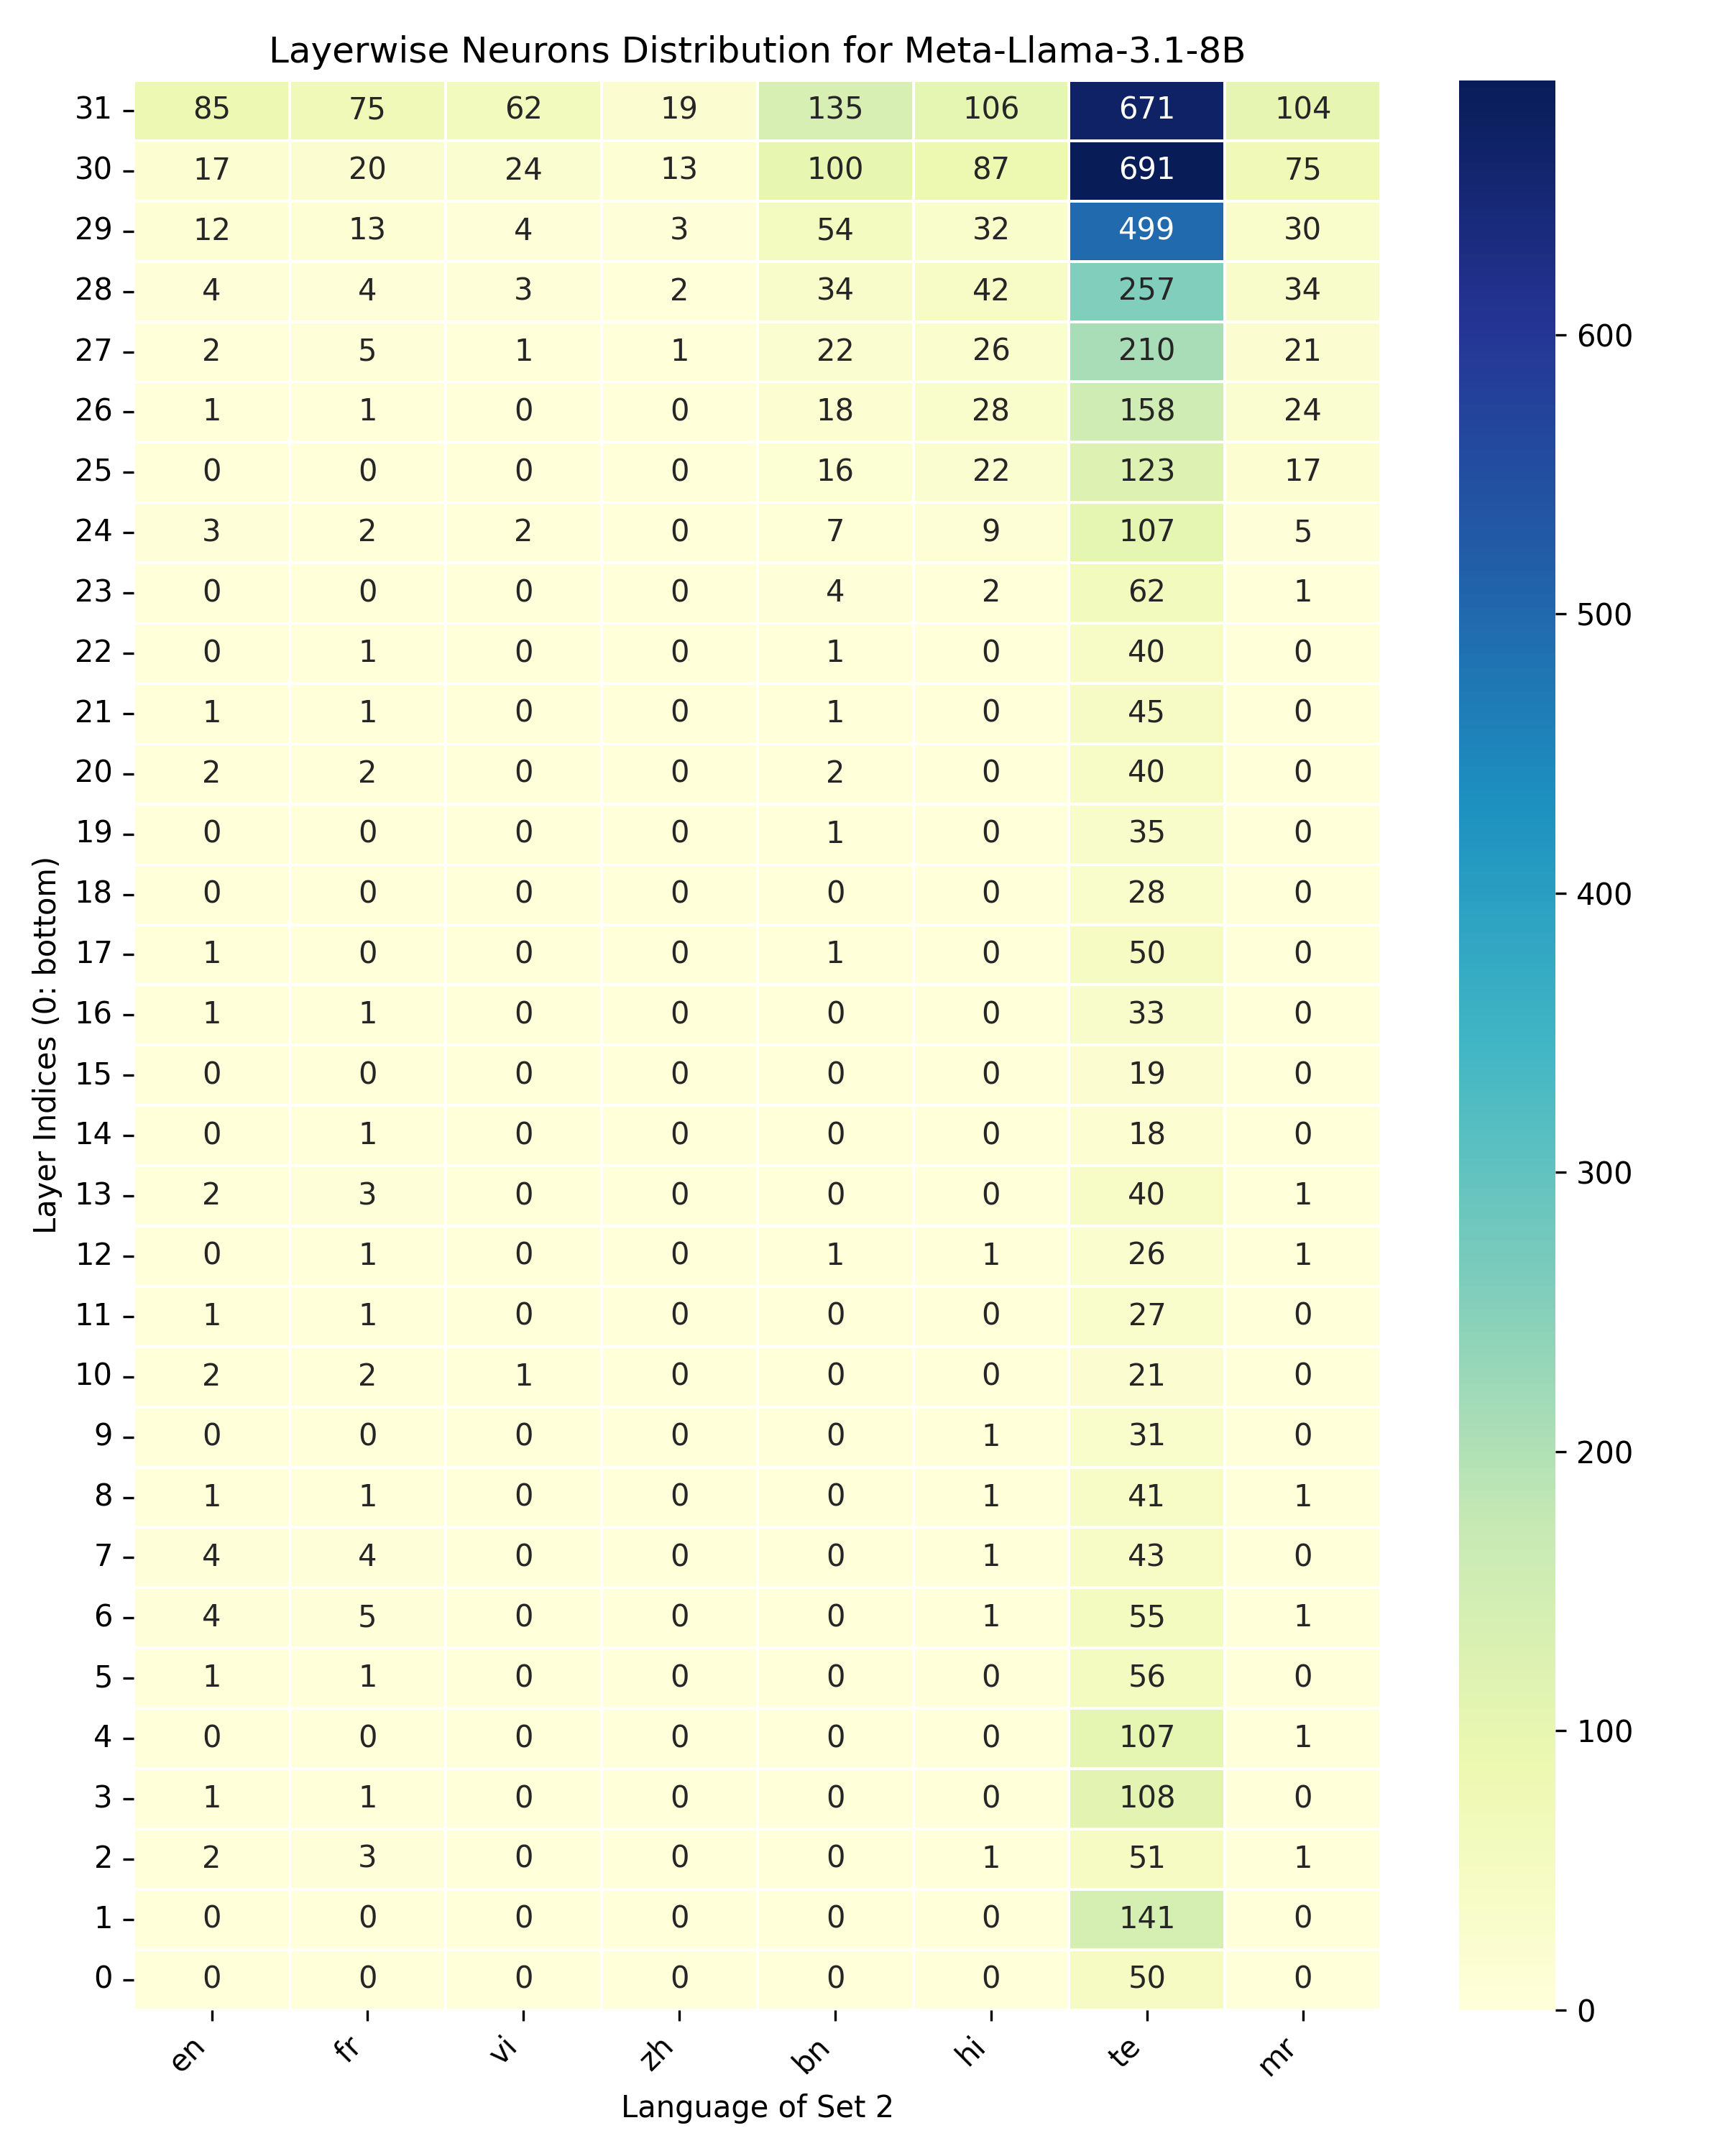 Layerwise Neurons Distribution for Meta-Llama-3.1-8B
31 85 75 62 19 135 106 671 104
30 17 20 24 13 100 87 691 75
29 12 13 4 3 54 32 499 30
28 4 4 3 2 34 42 257 34
27 2 5 1 1 22 26 210 21
26 1 1 0 0 18 28 158 24
25 0 0 0 0 16 22 123 17
24 3 2 2 0 7 9 107 5
23 0 0 0 0 4 2 62 1
22 0 1 0 0 1 0 40 0
21 1 1 0 0 1 0 45 0
20 2 2 0 0 2 0 40 0
19 0 0 0 0 1 0 35 0
18 0 0 0 0 0 0 28 0
17 1 0 0 0 1 0 50 0
16 1 1 0 0 0 0 33 0
15 0 0 0 0 0 0 19 0
14 0 1 0 0 0 0 18 0
13 2 3 0 0 0 0 40 1
12 0 1 0 0 1 1 26 1
11 1 1 0 0 0 0 27 0
10 2 2 1 0 0 0 21 0
9 0 0 0 0 0 1 31 0
8 1 1 0 0 0 1 41 1
7 4 4 0 0 0 1 43 0
6 4 5 0 0 0 1 55 1
5 1 1 0 0 0 0 56 0
4 0 0 0 0 0 0 107 1
3 1 1 0 0 0 0 108 0
2 2 3 0 0 0 1 51 1
1 0 0 0 0 0 0 141 0
0 0 0 0 0 0 0 50 0
en fr vi zh bn hi te mr
Language of Set 2
Layer Indices (0: bottom)
600
500
400
300
200
100
0